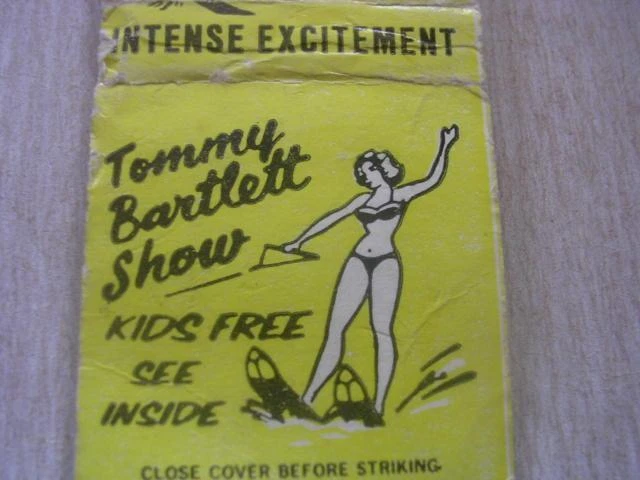 INTENSE EXCITEMENT
Tommy
Bartlett
Show
KIDS FREE
SEE
INSIDE
CLOSE COVER BEFORE STRIKING